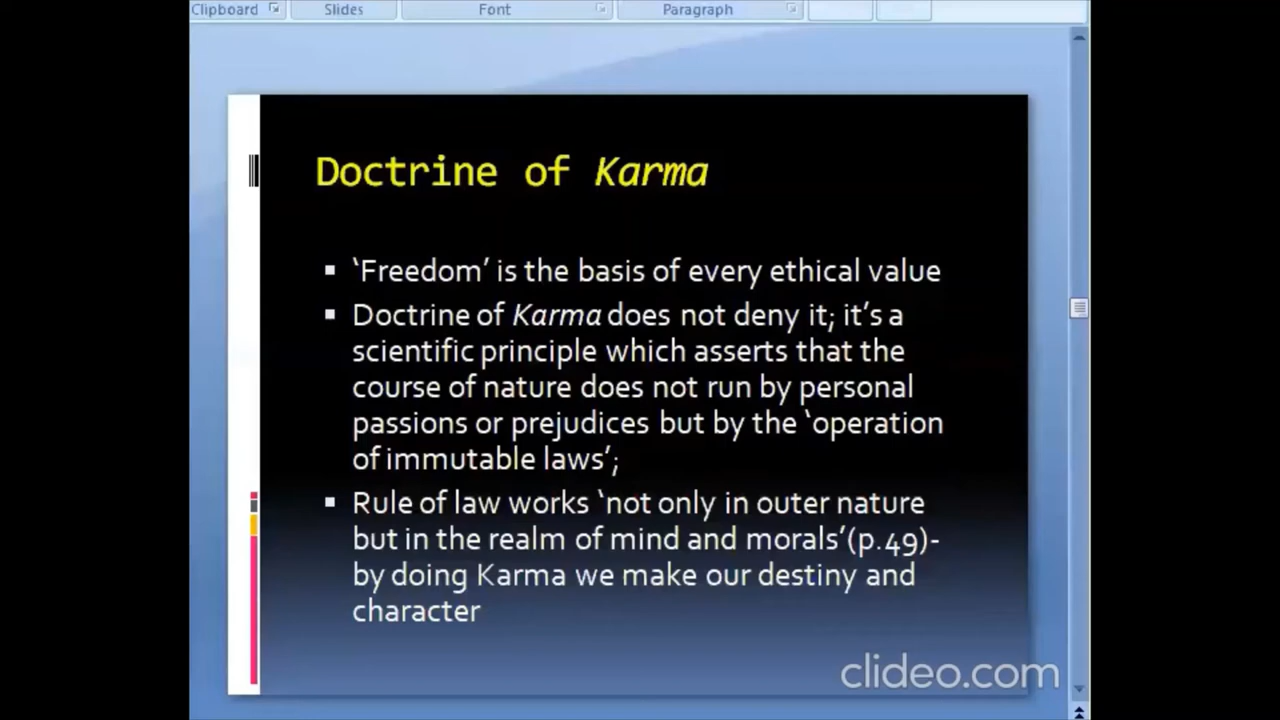 Clipboard Slides Font Paragraph
Doctrine of Karma
▪ ‘Freedom’ is the basis of every ethical value
▪ Doctrine of Karma does not deny it; it’s a
scientific principle which asserts that the
course of nature does not run by personal
passions or prejudices but by the ‘operation
of immutable laws’;
▪ Rule of law works ‘not only in outer nature
but in the realm of mind and morals’(p.49)-
by doing Karma we make our destiny and
character
clideo.com